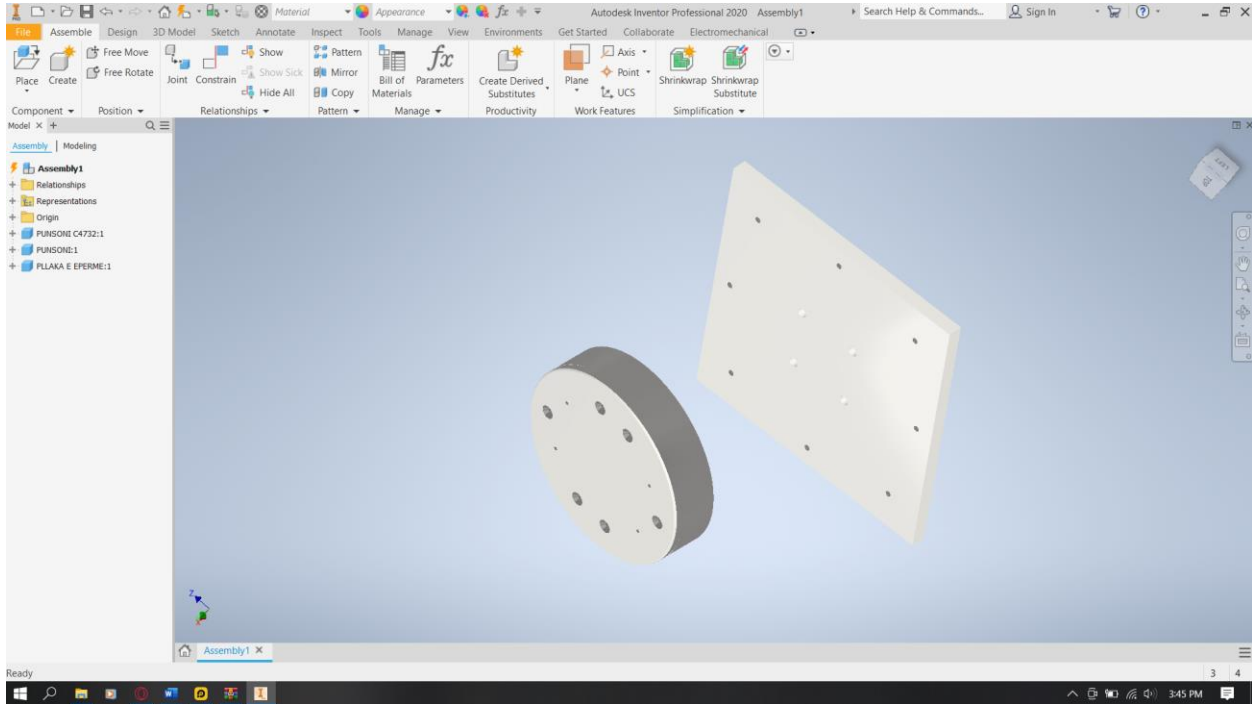 Material
Appearance
fx
Autodesk Inventor Professional 2020 Assembly1
Search Help & Commands...
Sign In
File Assemble Design 3D Model Sketch Annotate Inspect Tools Manage View Environments Get Started Collaborate Electromechanical
Place
Create
Free Move
Free Rotate
Joint
Constrain
Show
Show Sick
Hide All
Pattern
Mirror
Copy
Bill of Materials
fx
Parameters
Create Derived Substitutes
Plane
Axis
Point
UCS
Shrinkwrap
Shrinkwrap Substitute
Component Position Relationships Pattern Manage Productivity Work Features Simplification
Model × +
Assembly | Modeling
Assembly1
Relationships
Representations
Origin
PUNSONI C4732:1
PUNSONI:1
PLLAKA E EPERME:1
LEFT
Z
X
Assembly1 ×
Ready
3 4
3:45 PM